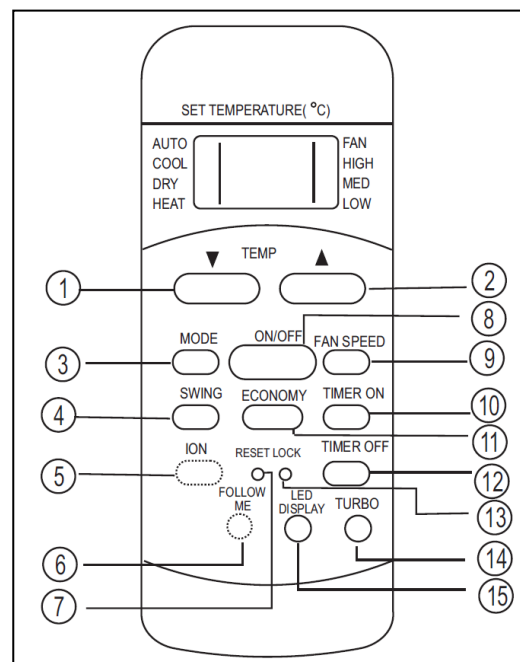 SET TEMPERATURE(°C)
AUTO FAN
COOL HIGH
DRY MED
HEAT LOW
▼ TEMP ▲
1 2
8
MODE ON/OFF FAN SPEED
3 9
SWING ECONOMY TIMER ON
4 10
11
ION RESET LOCK TIMER OFF
5 12
FOLLOW LED TURBO
ME DISPLAY
13
6 14
7 15